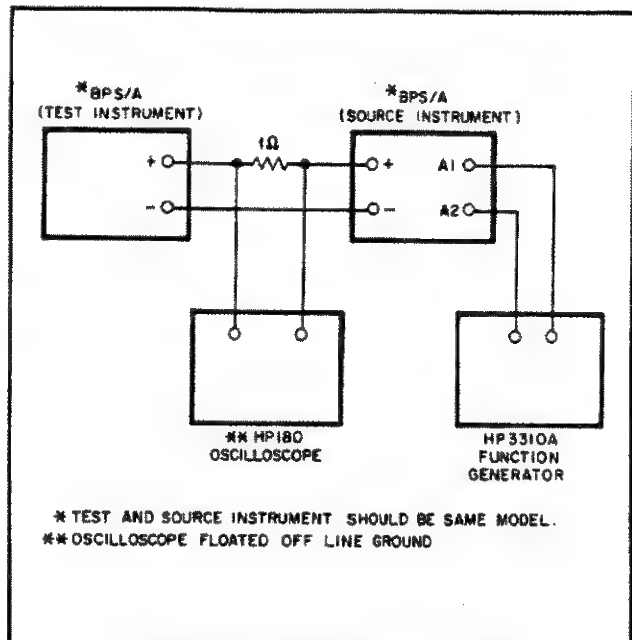 *BPS/A
(TEST INSTRUMENT)
*BPS/A
(SOURCE INSTRUMENT)
1Ω
+
-
+
-
A1
A2
** HP180
OSCILLOSCOPE
HP3310A
FUNCTION
GENERATOR
* TEST AND SOURCE INSTRUMENT SHOULD BE SAME MODEL.
** OSCILLOSCOPE FLOATED OFF LINE GROUND